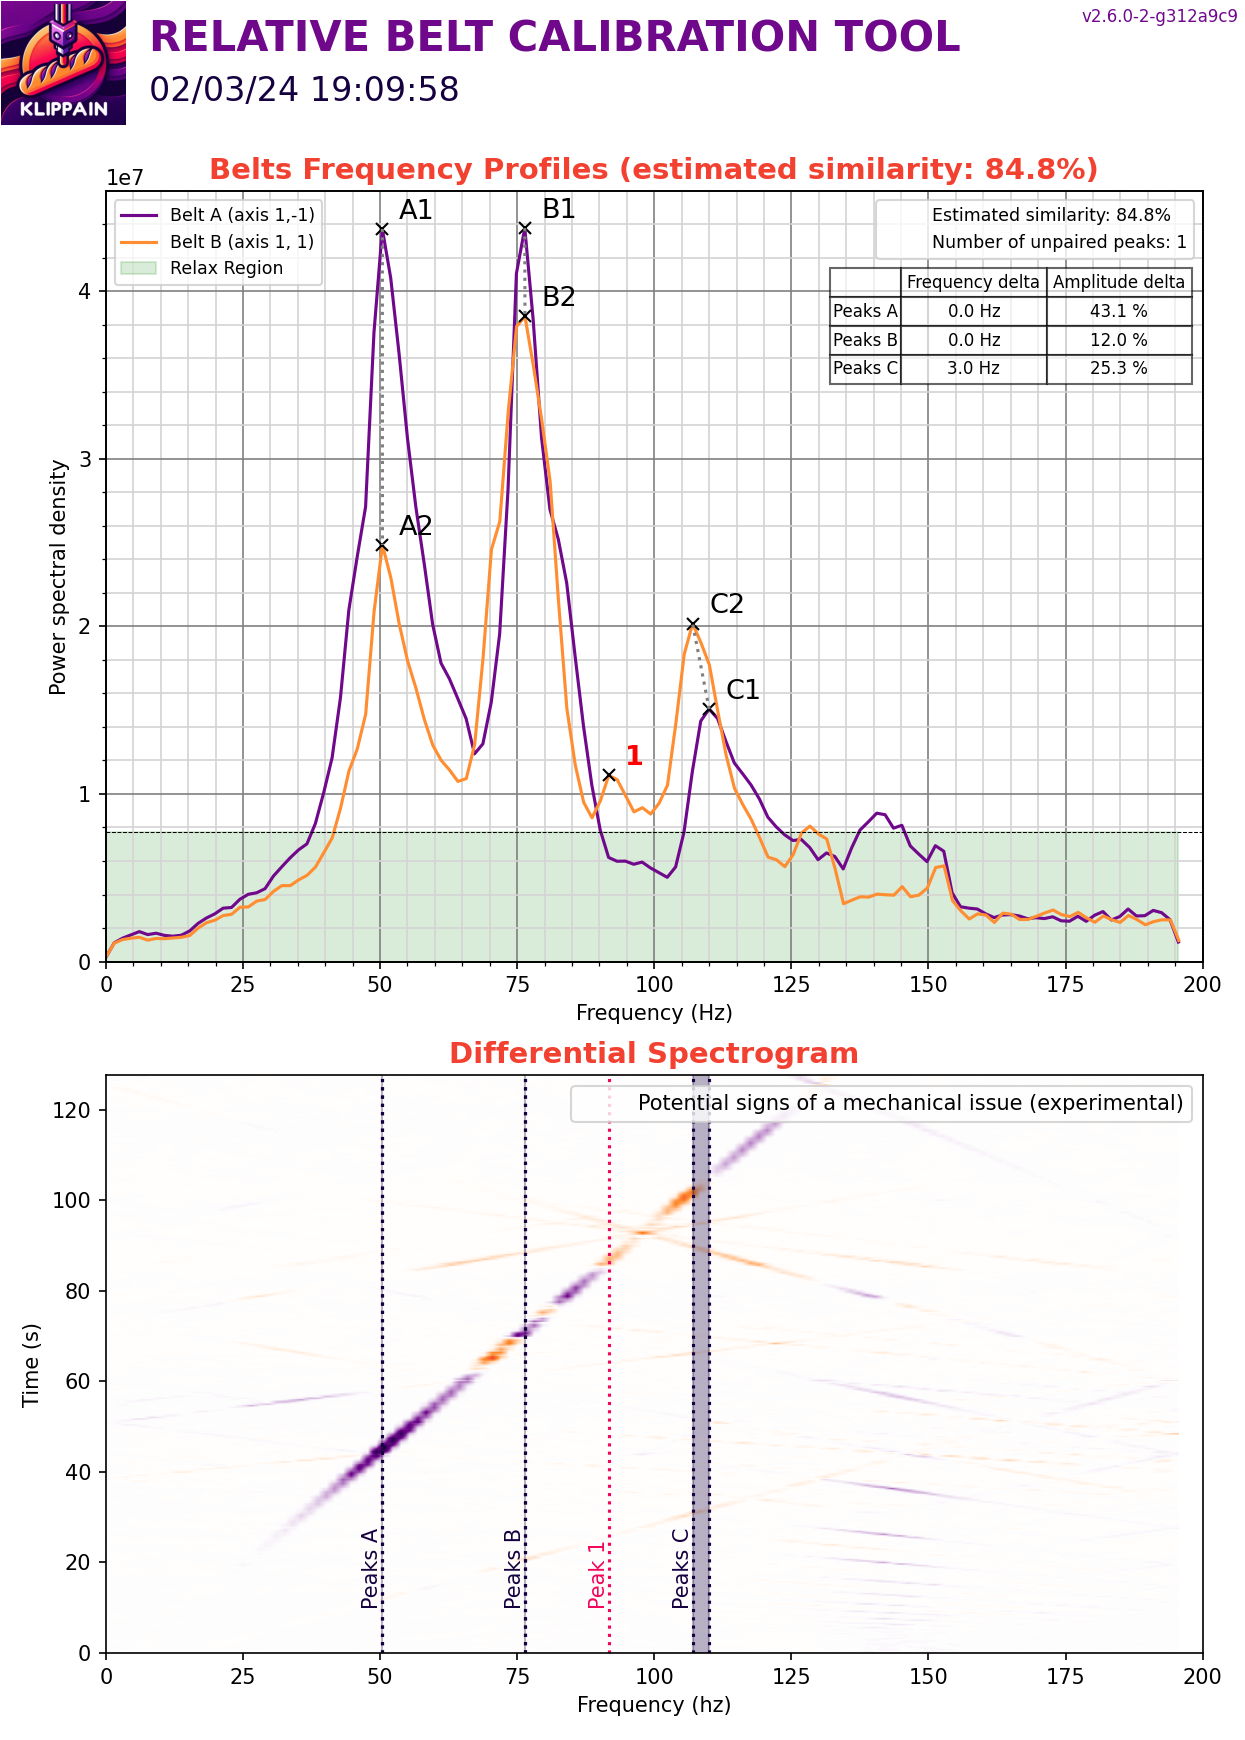 KLIPPAIN
RELATIVE BELT CALIBRATION TOOL
v2.6.0-2-g312a9c9
02/03/24 19:09:58
Belts Frequency Profiles (estimated similarity: 84.8%)
1e7
Belt A (axis 1,-1)
Belt B (axis 1, 1)
Relax Region
A1
B1
Estimated similarity: 84.8%
Number of unpaired peaks: 1
Frequency delta Amplitude delta
Peaks A 0.0 Hz 43.1 %
Peaks B 0.0 Hz 12.0 %
Peaks C 3.0 Hz 25.3 %
B2
A2
C2
C1
1
4
3
2
1
0
Power spectral density
0 25 50 75 100 125 150 175 200
Frequency (Hz)
Differential Spectrogram
Potential signs of a mechanical issue (experimental)
120
100
80
60
40
20
0
Time (s)
Peaks A
Peaks B
Peak 1
Peaks C
0 25 50 75 100 125 150 175 200
Frequency (hz)